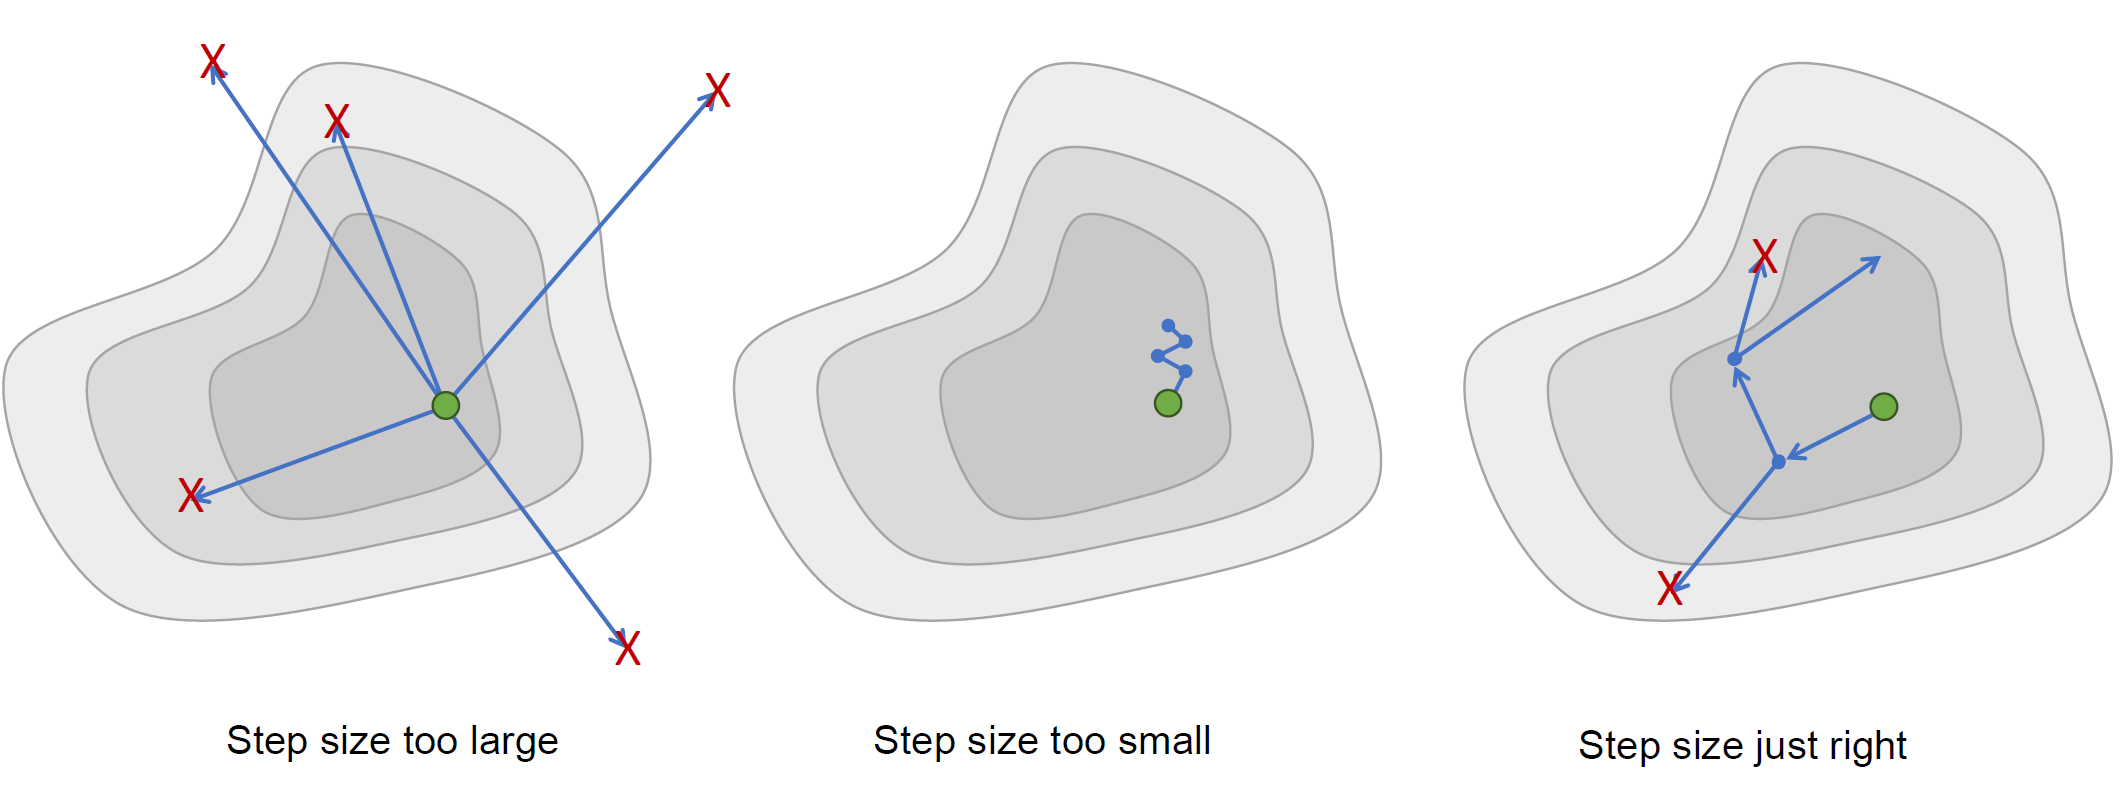 X
X
X
X
X
X
X
Step size too large
Step size too small
Step size just right